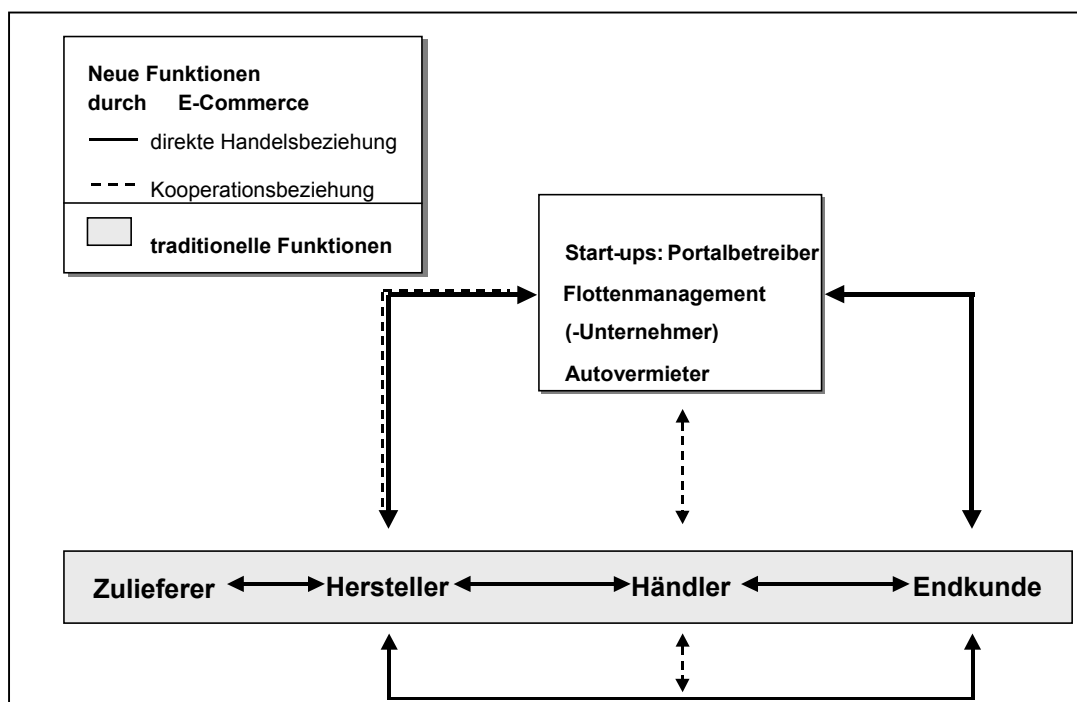 Neue Funktionen
durch E-Commerce
direkte Handelsbeziehung
Kooperationsbeziehung
traditionelle Funktionen
Start-ups: Portalbetreiber
Flottenmanagement
(-Unternehmer)
Autovermieter
Zulieferer Hersteller Händler Endkunde